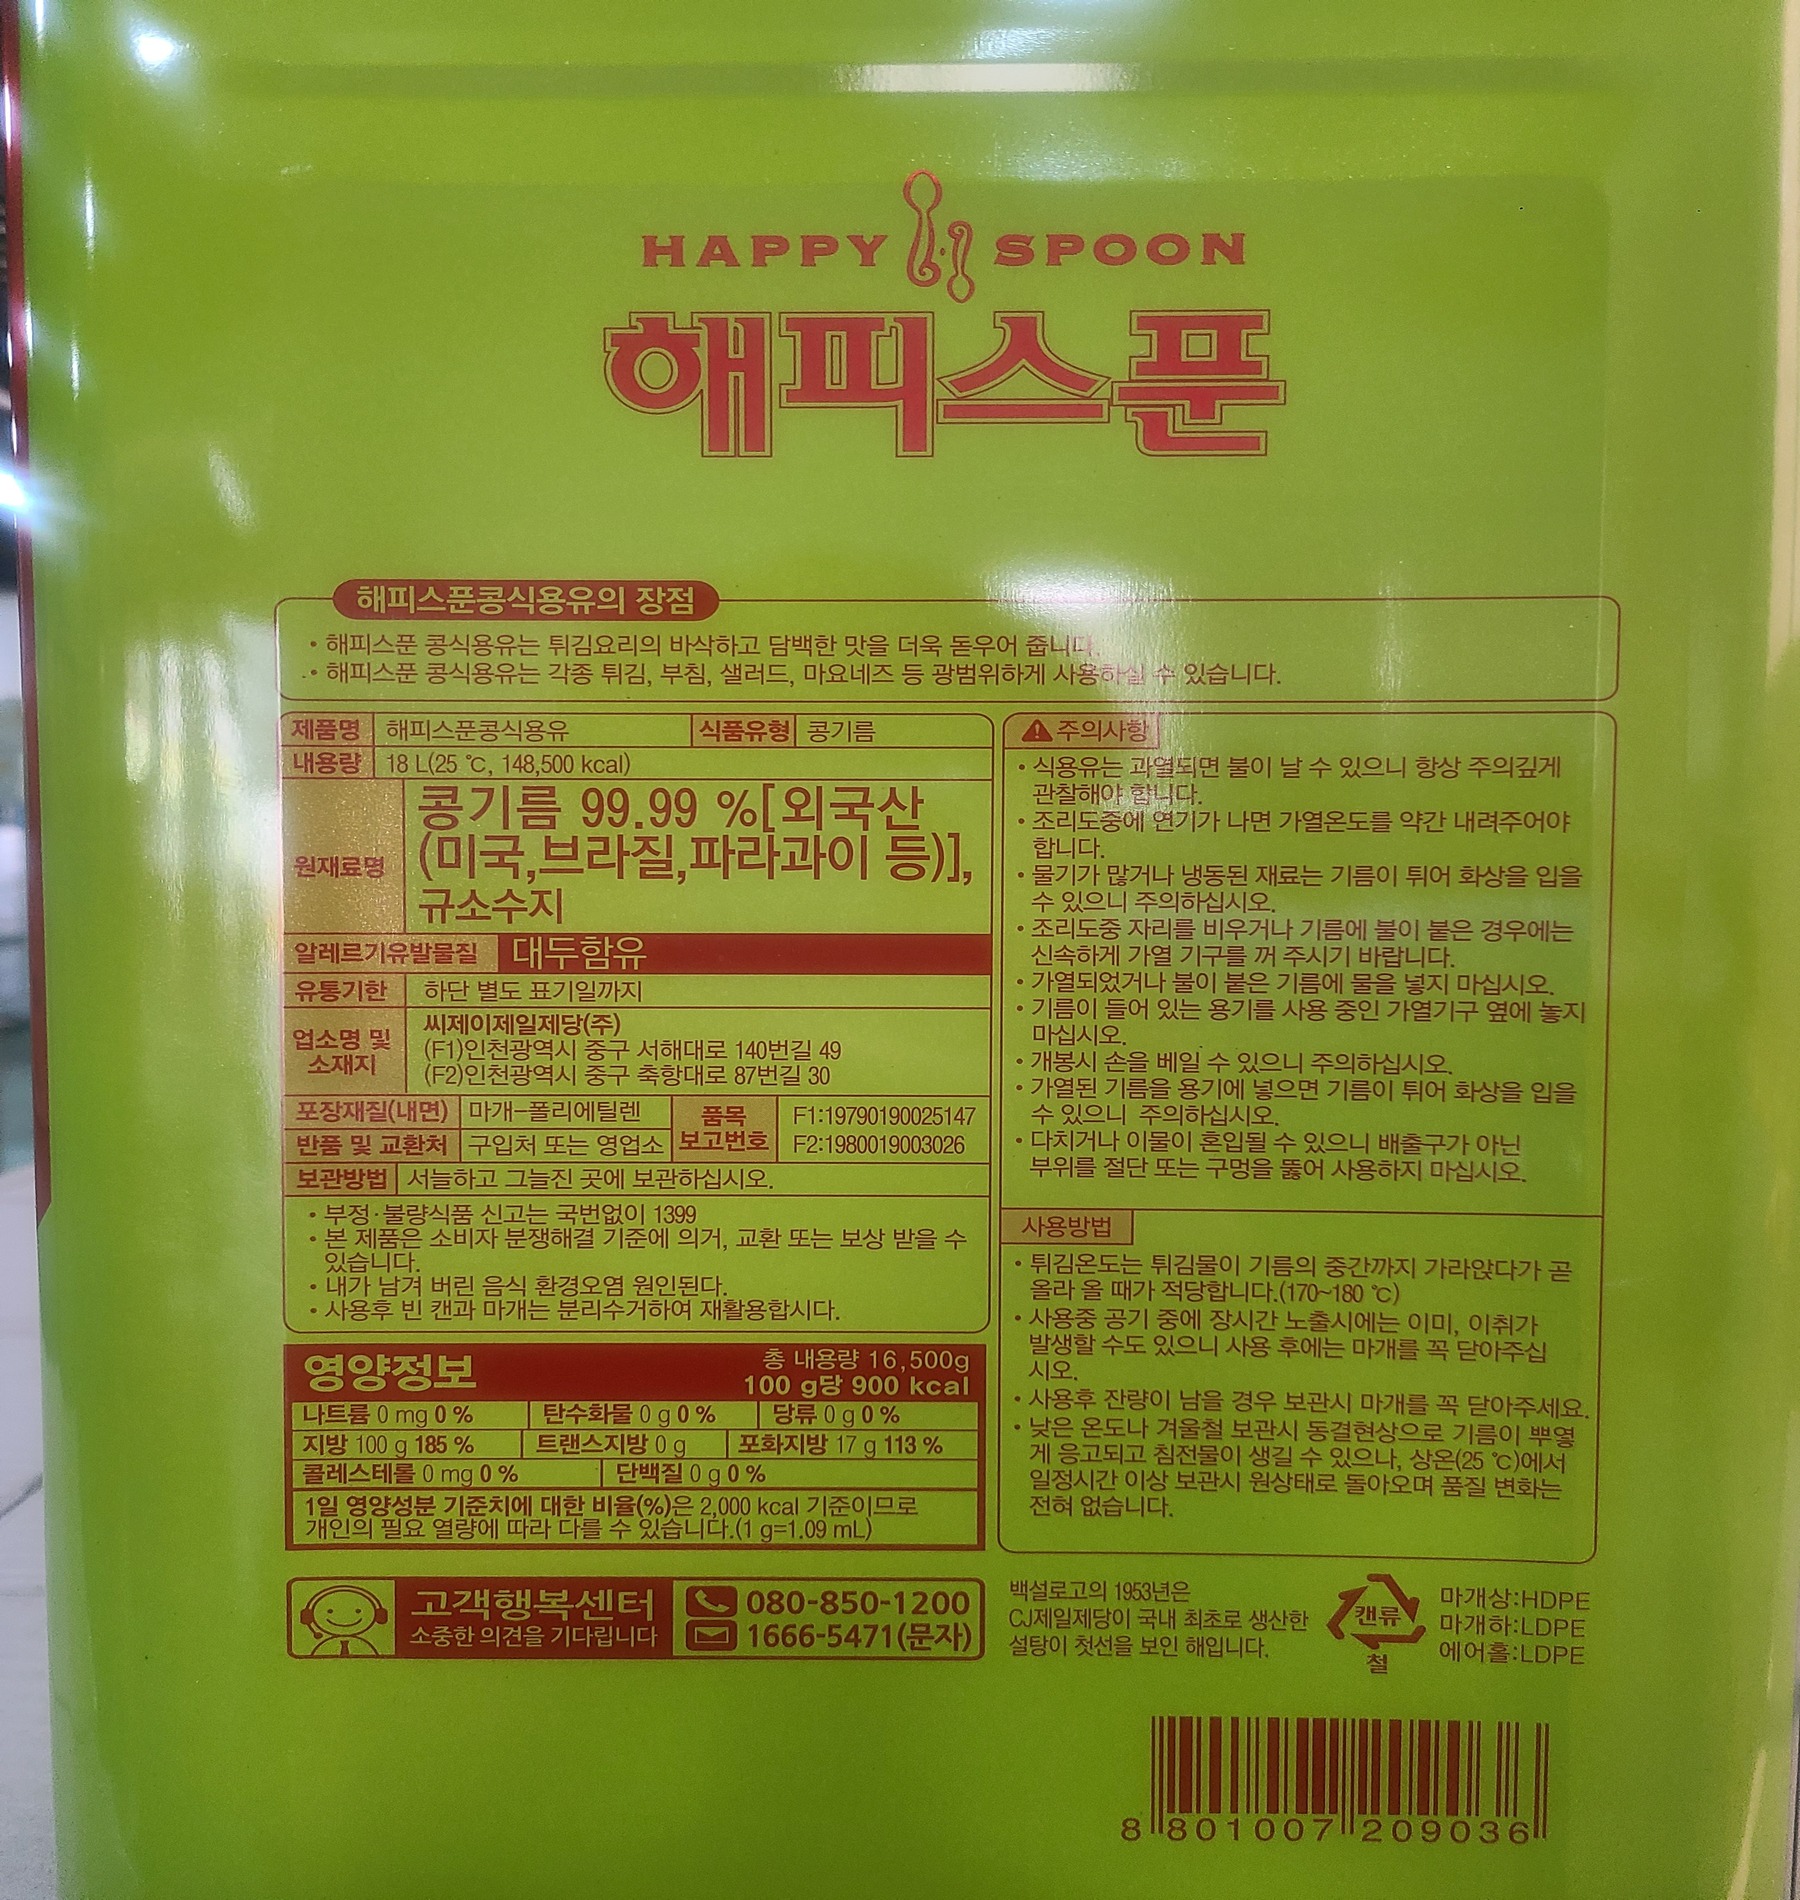 HAPPY SPOON
해피스푼
해피스푼콩식용유의 장점
• 해피스푼 콩식용유는 튀김요리의 바삭하고 담백한 맛을 더욱 돋우어 줍니다.
• 해피스푼 콩식용유는 각종 튀김, 부침, 샐러드, 마요네즈 등 광범위하게 사용하실 수 있습니다.
제품명 해피스푼콩식용유 식품유형 콩기름
내용량 18 L(25 ℃, 148,500 kcal)
원재료명
콩기름 99.99 %[외국산
(미국,브라질,파라과이 등)],
규소수지
알레르기유발물질 대두함유
유통기한 하단 별도 표기일까지
업소명 및
소재지
씨제이제일제당(주)
(F1)인천광역시 중구 서해대로 140번길 49
(F2)인천광역시 중구 축항대로 87번길 30
포장재질(내면) 마개-폴리에틸렌
반품 및 교환처 구입처 또는 영업소
품목
보고번호
F1:19790190025147
F2:1980019003026
보관방법 서늘하고 그늘진 곳에 보관하십시오.
• 부정·불량식품 신고는 국번없이 1399
• 본 제품은 소비자 분쟁해결 기준에 의거, 교환 또는 보상 받을 수
있습니다.
• 내가 남겨 버린 음식 환경오염 원인된다.
• 사용후 빈 캔과 마개는 분리수거하여 재활용합시다.
영양정보
총 내용량 16,500g
100 g당 900 kcal
나트륨 0 mg 0 % 탄수화물 0 g 0 % 당류 0 g 0 %
지방 100 g 185 % 트랜스지방 0 g 포화지방 17 g 113 %
콜레스테롤 0 mg 0 % 단백질 0 g 0 %
1일 영양성분 기준치에 대한 비율(%)은 2,000 kcal 기준이므로
개인의 필요 열량에 따라 다를 수 있습니다.(1 g=1.09 mL)
주의사항
• 식용유는 과열되면 불이 날 수 있으니 항상 주의깊게
관찰해야 합니다.
• 조리도중에 연기가 나면 가열온도를 약간 내려주어야
합니다.
• 물기가 많거나 냉동된 재료는 기름이 튀어 화상을 입을
수 있으니 주의하십시오.
• 조리도중 자리를 비우거나 기름에 불이 붙은 경우에는
신속하게 가열 기구를 꺼 주시기 바랍니다.
• 가열되었거나 불이 붙은 기름에 물을 넣지 마십시오.
• 기름이 들어 있는 용기를 사용 중인 가열기구 옆에 놓지
마십시오.
• 개봉시 손을 베일 수 있으니 주의하십시오.
• 가열된 기름을 용기에 넣으면 기름이 튀어 화상을 입을
수 있으니 주의하십시오.
• 다치거나 이물이 혼입될 수 있으니 배출구가 아닌
부위를 절단 또는 구멍을 뚫어 사용하지 마십시오.
사용방법
• 튀김온도는 튀김물이 기름의 중간까지 가라앉다가 곧
올라 올 때가 적당합니다.(170~180 ℃)
• 사용중 공기 중에 장시간 노출시에는 이미, 이취가
발생할 수도 있으니 사용 후에는 마개를 꼭 닫아주십
시오.
• 사용후 잔량이 남을 경우 보관시 마개를 꼭 닫아주세요.
• 낮은 온도나 겨울철 보관시 동결현상으로 기름이 뿌옇
게 응고되고 침전물이 생길 수 있으나, 상온(25 ℃)에서
일정시간 이상 보관시 원상태로 돌아오며 품질 변화는
전혀 없습니다.
고객행복센터
소중한 의견을 기다립니다
080-850-1200
1666-5471(문자)
백설로고의 1953년은
CJ제일제당이 국내 최초로 생산한
설탕이 첫선을 보인 해입니다.
캔류
철
마개상:HDPE
마개하:LDPE
에어홀:LDPE
8 801007 209036